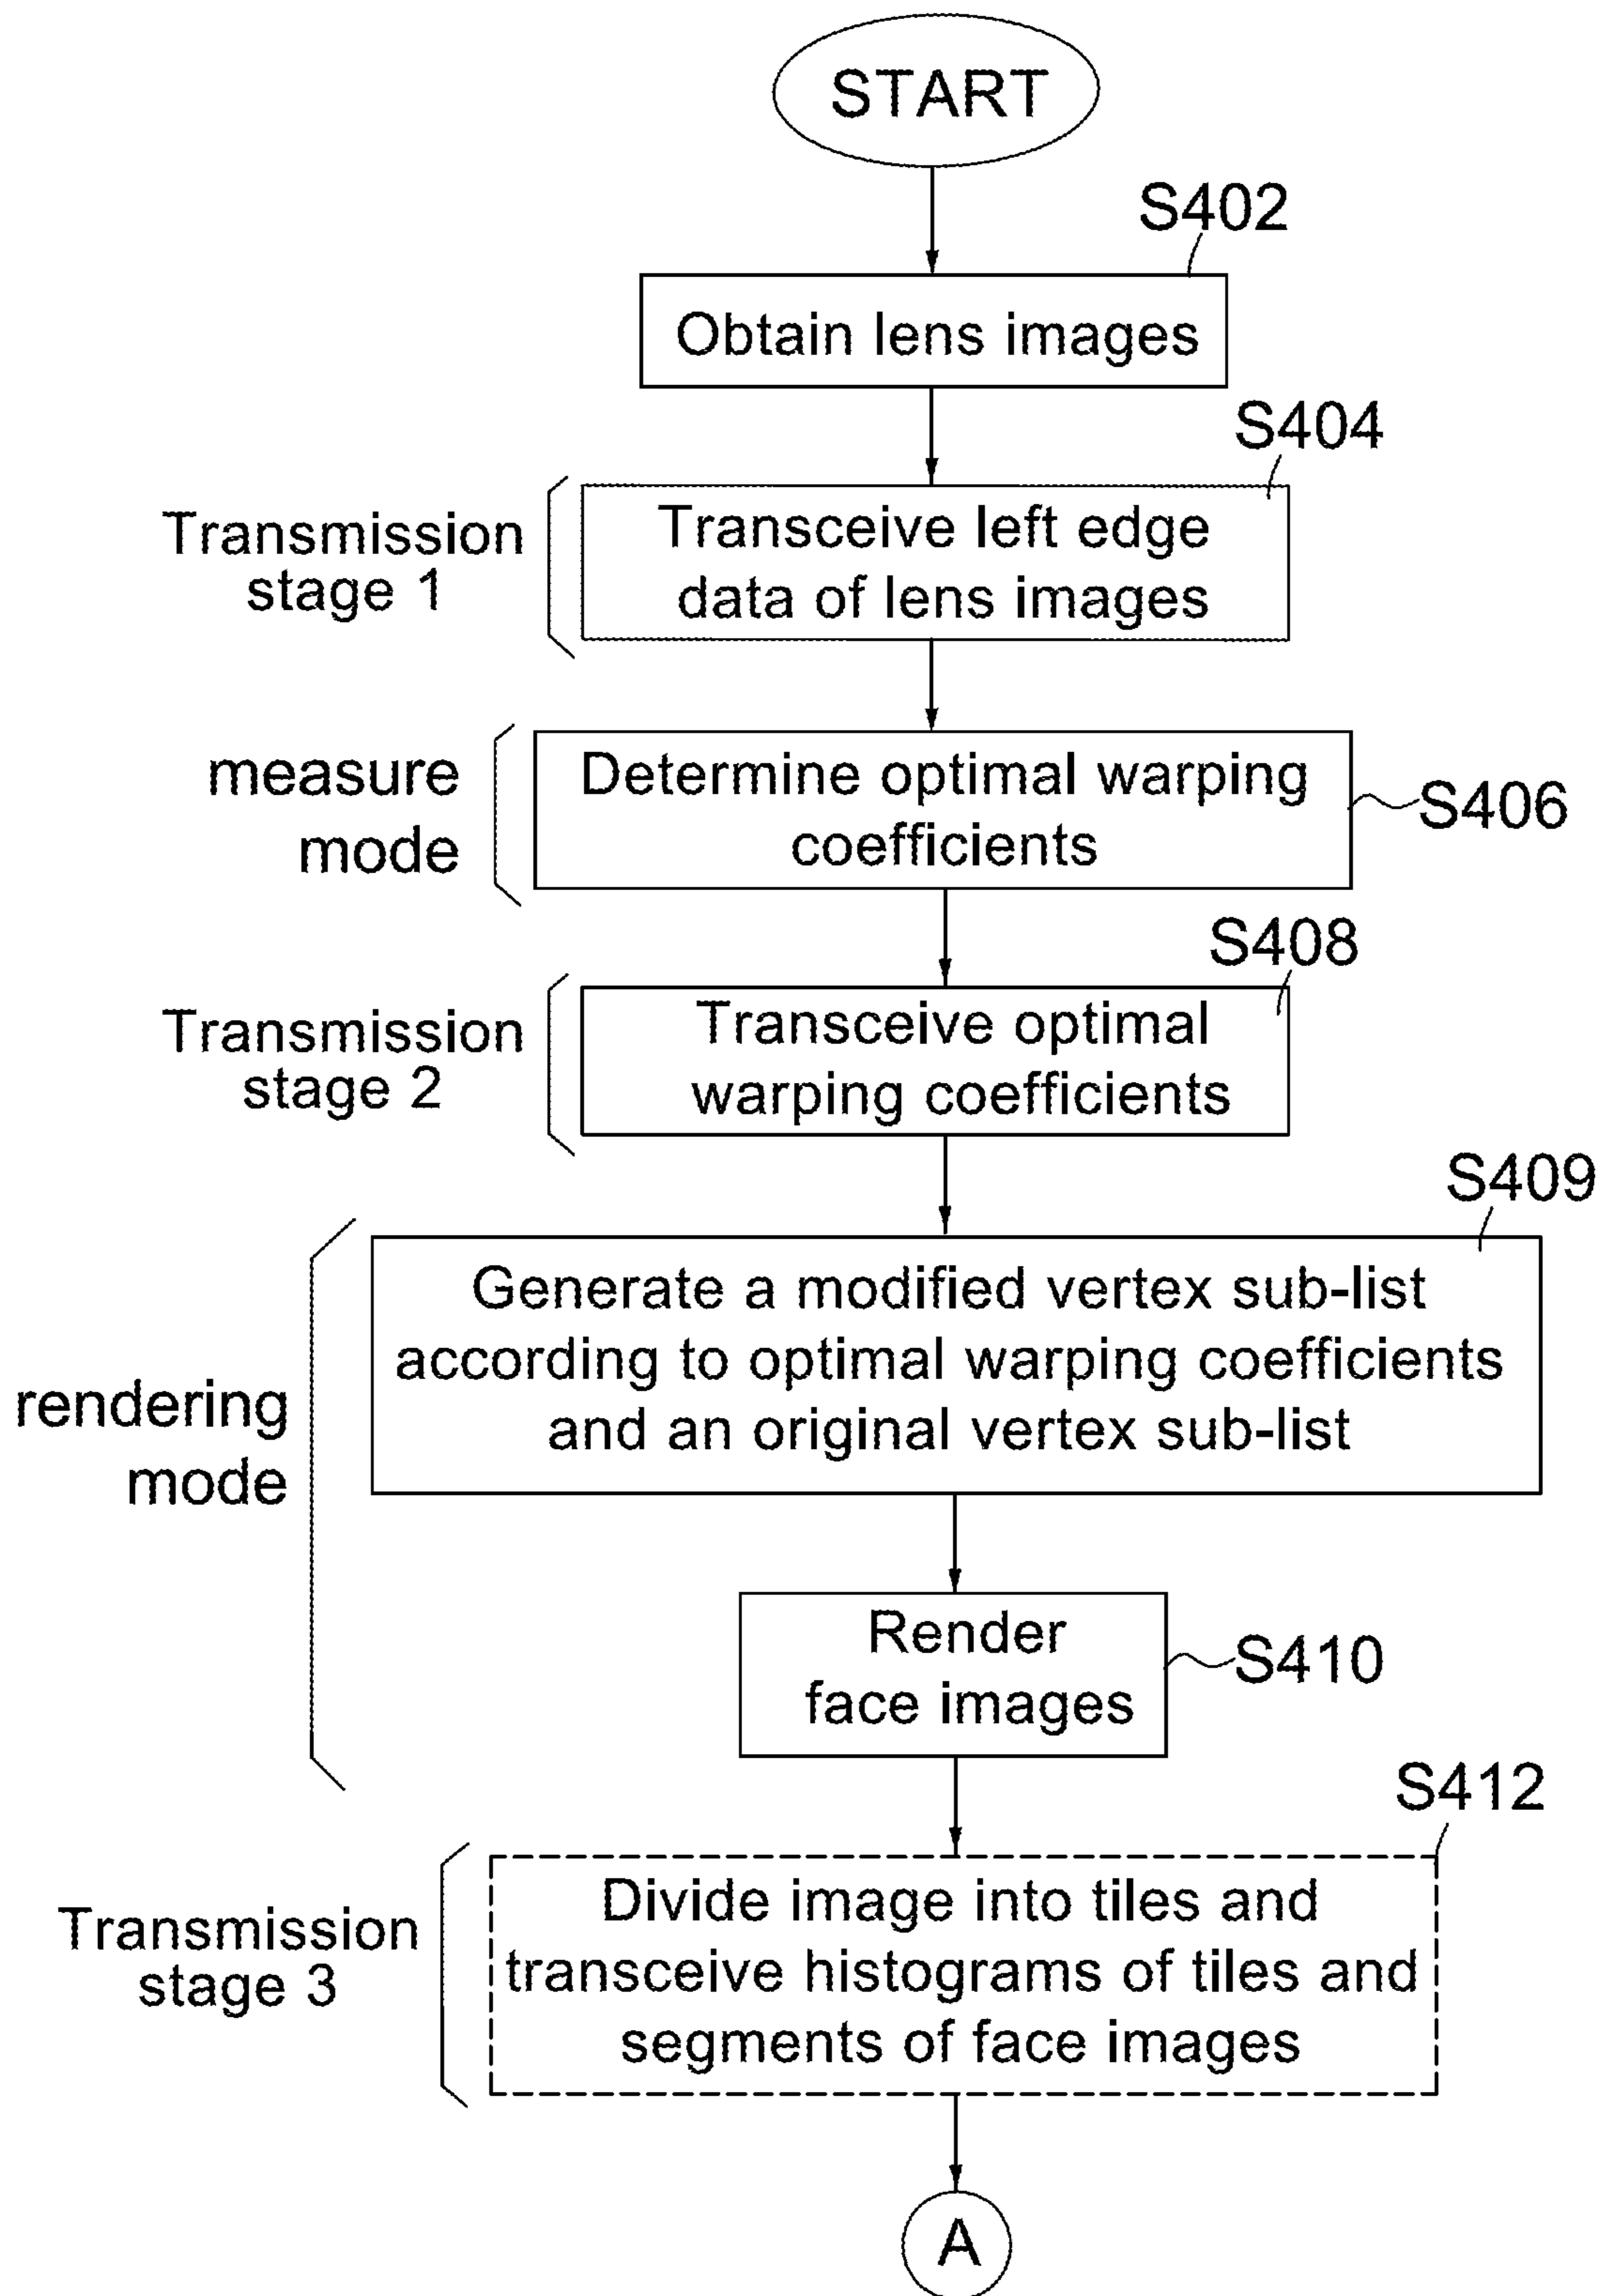 START
S402
Obtain lens images
S404
Transmission
stage 1
Transceive left edge
data of lens images
measure
mode
Determine optimal warping
coefficients
S406
S408
Transmission
stage 2
Transceive optimal
warping coefficients
S409
rendering
mode
Generate a modified vertex sub-list
according to optimal warping coefficients
and an original vertex sub-list
Render
face images
S410
S412
Transmission
stage 3
Divide image into tiles and
transceive histograms of tiles and
segments of face images
A